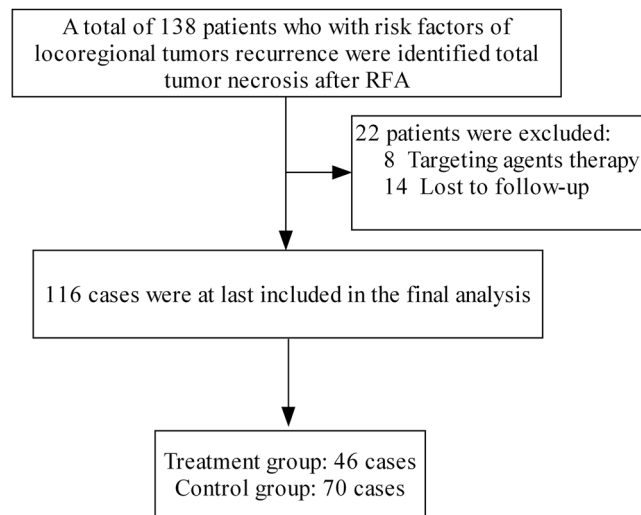 A total of 138 patients who with risk factors of
locoregional tumors recurrence were identified total
tumor necrosis after RFA
22 patients were excluded:
8 Targeting agents therapy
14 Lost to follow-up
116 cases were at last included in the final analysis
Treatment group: 46 cases
Control group: 70 cases